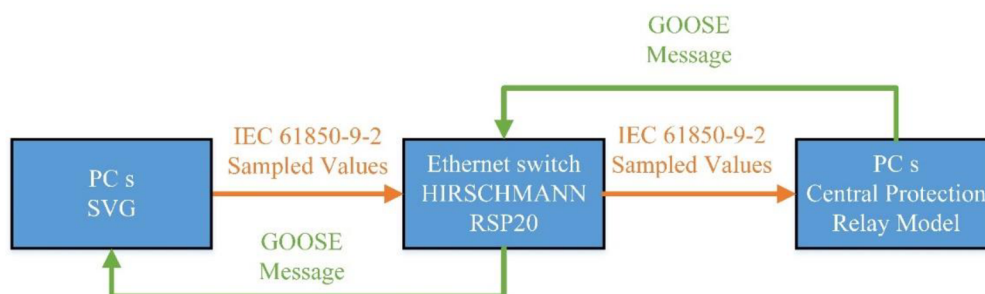 GOOSE
Message
PC s
SVG
IEC 61850-9-2
Sampled Values
Ethernet switch
HIRSCHMANN
RSP20
IEC 61850-9-2
Sampled Values
PC s
Central Protection
Relay Model
GOOSE
Message